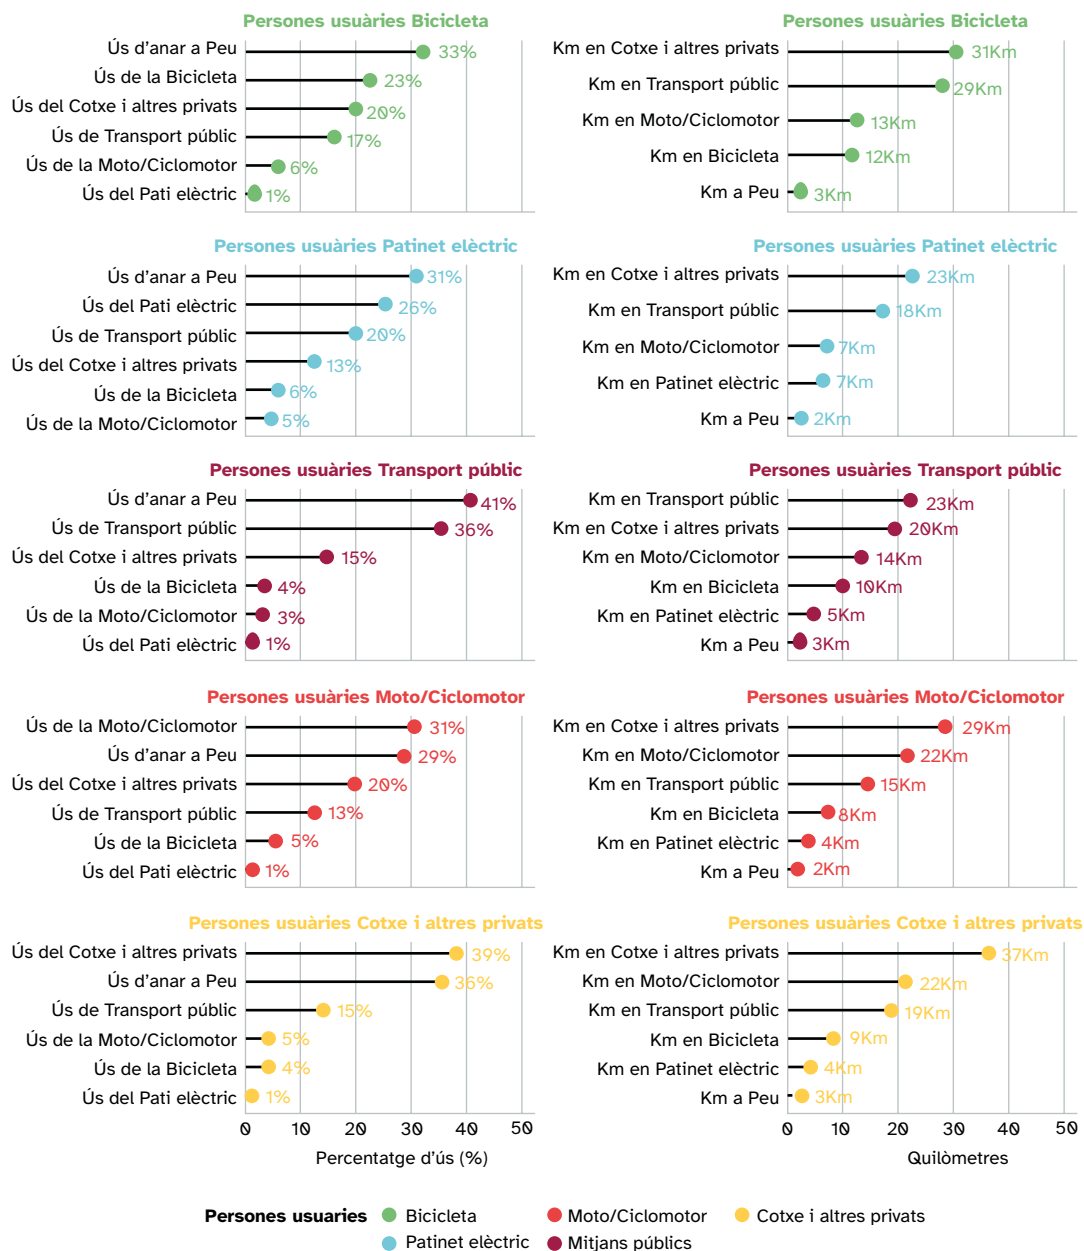 Persones usuàries Bicicleta
Ús d'anar a Peu 33%
Ús de la Bicicleta 23%
Ús del Cotxe i altres privats 20%
Ús de Transport públic 17%
Ús de la Moto/Ciclomotor 6%
Ús del Pati elèctric 1%
Persones usuàries Bicicleta
Km en Cotxe i altres privats 31Km
Km en Transport públic 29Km
Km en Moto/Ciclomotor 13Km
Km en Bicicleta 12Km
Km a Peu 3Km
Persones usuàries Patinet elèctric
Ús d'anar a Peu 31%
Ús del Pati elèctric 26%
Ús de Transport públic 20%
Ús del Cotxe i altres privats 13%
Ús de la Bicicleta 6%
Ús de la Moto/Ciclomotor 5%
Persones usuàries Patinet elèctric
Km en Cotxe i altres privats 23Km
Km en Transport públic 18Km
Km en Moto/Ciclomotor 7Km
Km en Patinet elèctric 7Km
Km a Peu 2Km
Persones usuàries Transport públic
Ús d'anar a Peu 41%
Ús de Transport públic 36%
Ús del Cotxe i altres privats 15%
Ús de la Bicicleta 4%
Ús de la Moto/Ciclomotor 3%
Ús del Pati elèctric 1%
Persones usuàries Transport públic
Km en Transport públic 23Km
Km en Cotxe i altres privats 20Km
Km en Moto/Ciclomotor 14Km
Km en Bicicleta 10Km
Km en Patinet elèctric 5Km
Km a Peu 3Km
Persones usuàries Moto/Ciclomotor
Ús de la Moto/Ciclomotor 31%
Ús d'anar a Peu 29%
Ús del Cotxe i altres privats 20%
Ús de Transport públic 13%
Ús de la Bicicleta 5%
Ús del Pati elèctric 1%
Persones usuàries Moto/Ciclomotor
Km en Cotxe i altres privats 29Km
Km en Moto/Ciclomotor 22Km
Km en Transport públic 15Km
Km en Bicicleta 8Km
Km en Patinet elèctric 4Km
Km a Peu 2Km
Persones usuàries Cotxe i altres privats
Ús del Cotxe i altres privats 39%
Ús d'anar a Peu 36%
Ús de Transport públic 15%
Ús de la Moto/Ciclomotor 5%
Ús de la Bicicleta 4%
Ús del Pati elèctric 1%
0 10 20 30 40 50
Percentatge d'ús (%)
Persones usuàries Cotxe i altres privats
Km en Cotxe i altres privats 37Km
Km en Moto/Ciclomotor 22Km
Km en Transport públic 19Km
Km en Bicicleta 9Km
Km en Patinet elèctric 4Km
Km a Peu 3Km
0 10 20 30 40 50
Quilòmetres
Persones usuaries Bicicleta Moto/Ciclomotor Cotxe i altres privats
Patinet elèctric Mitjans públics